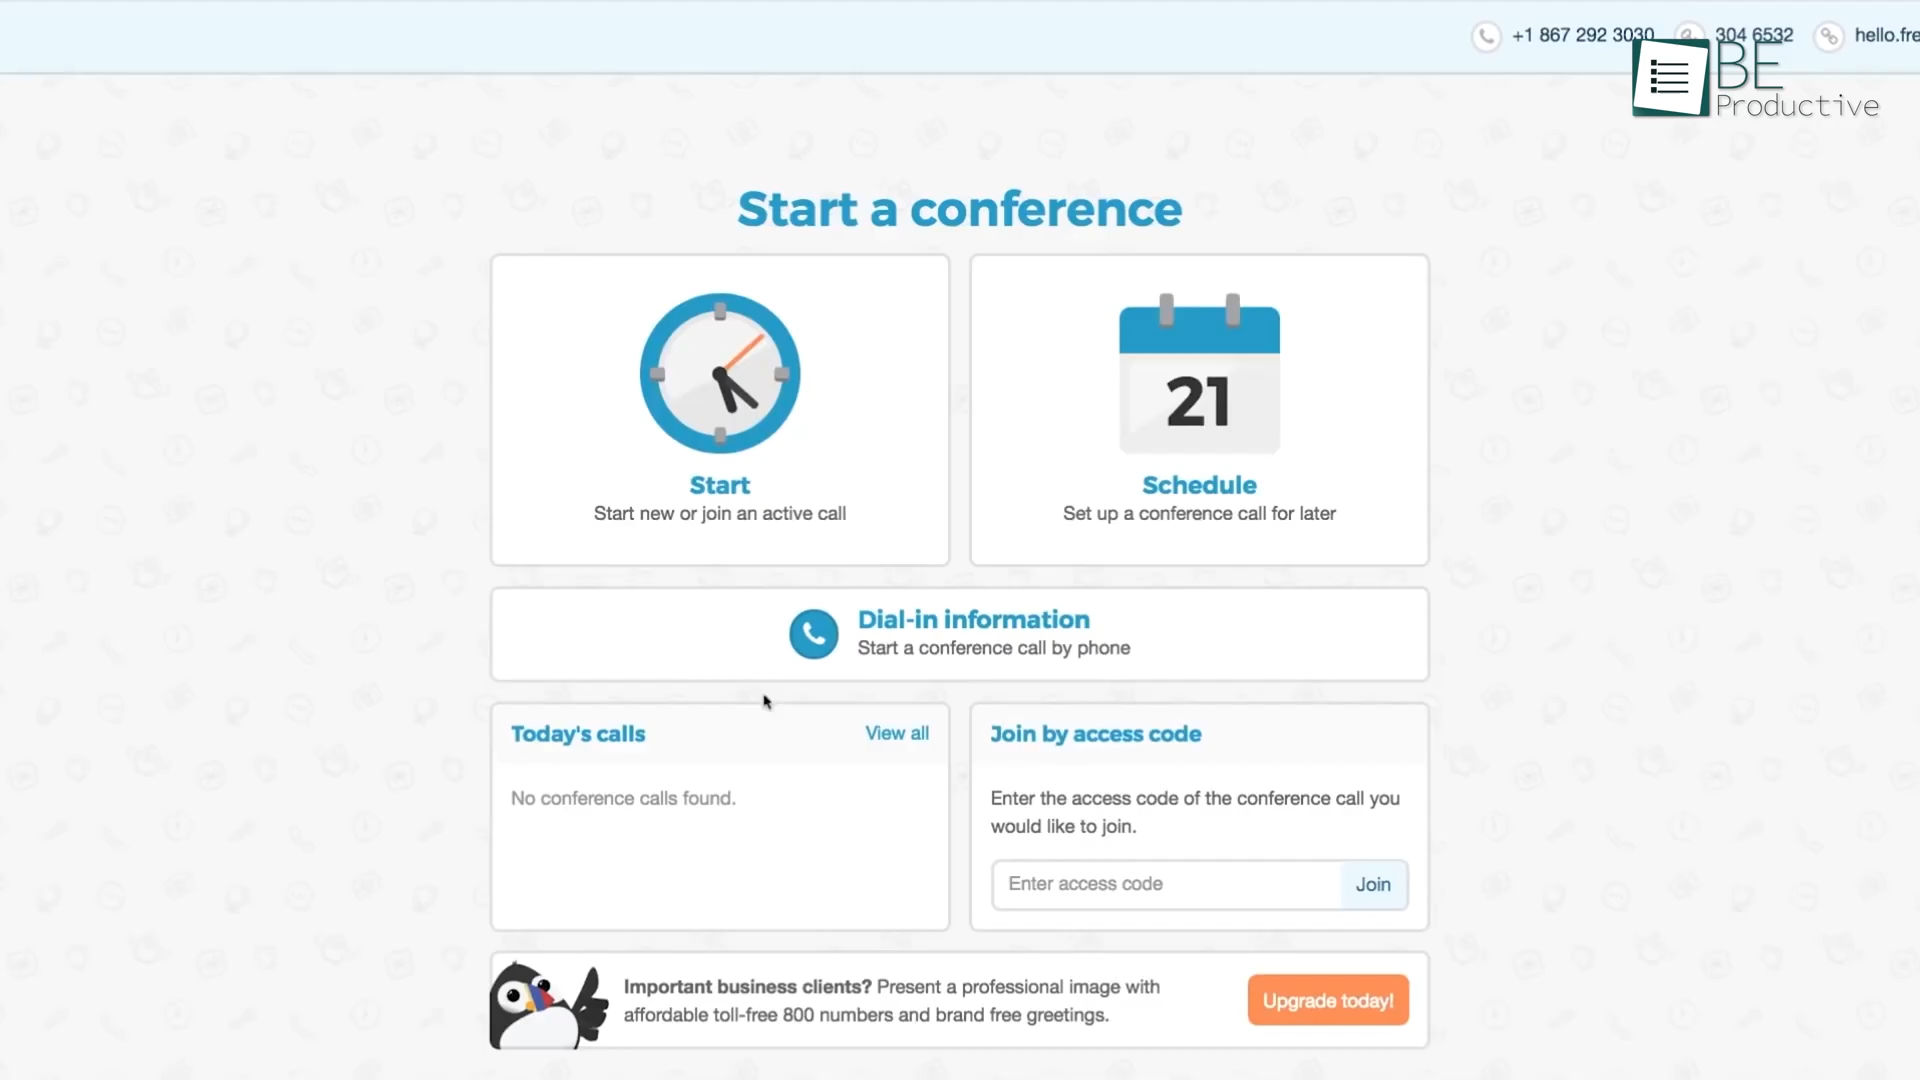 +1 867 292 3030 304 6532 hello.fre
BE
Productive
Start a conference
21
Start
Start new or join an active call
Schedule
Set up a conference call for later
Dial-in information
Start a conference call by phone
Today's calls View all
No conference calls found.
Join by access code
Enter the access code of the conference call you
would like to join.
Enter access code Join
Important business clients? Present a professional image with
affordable toll-free 800 numbers and brand free greetings.
Upgrade today!